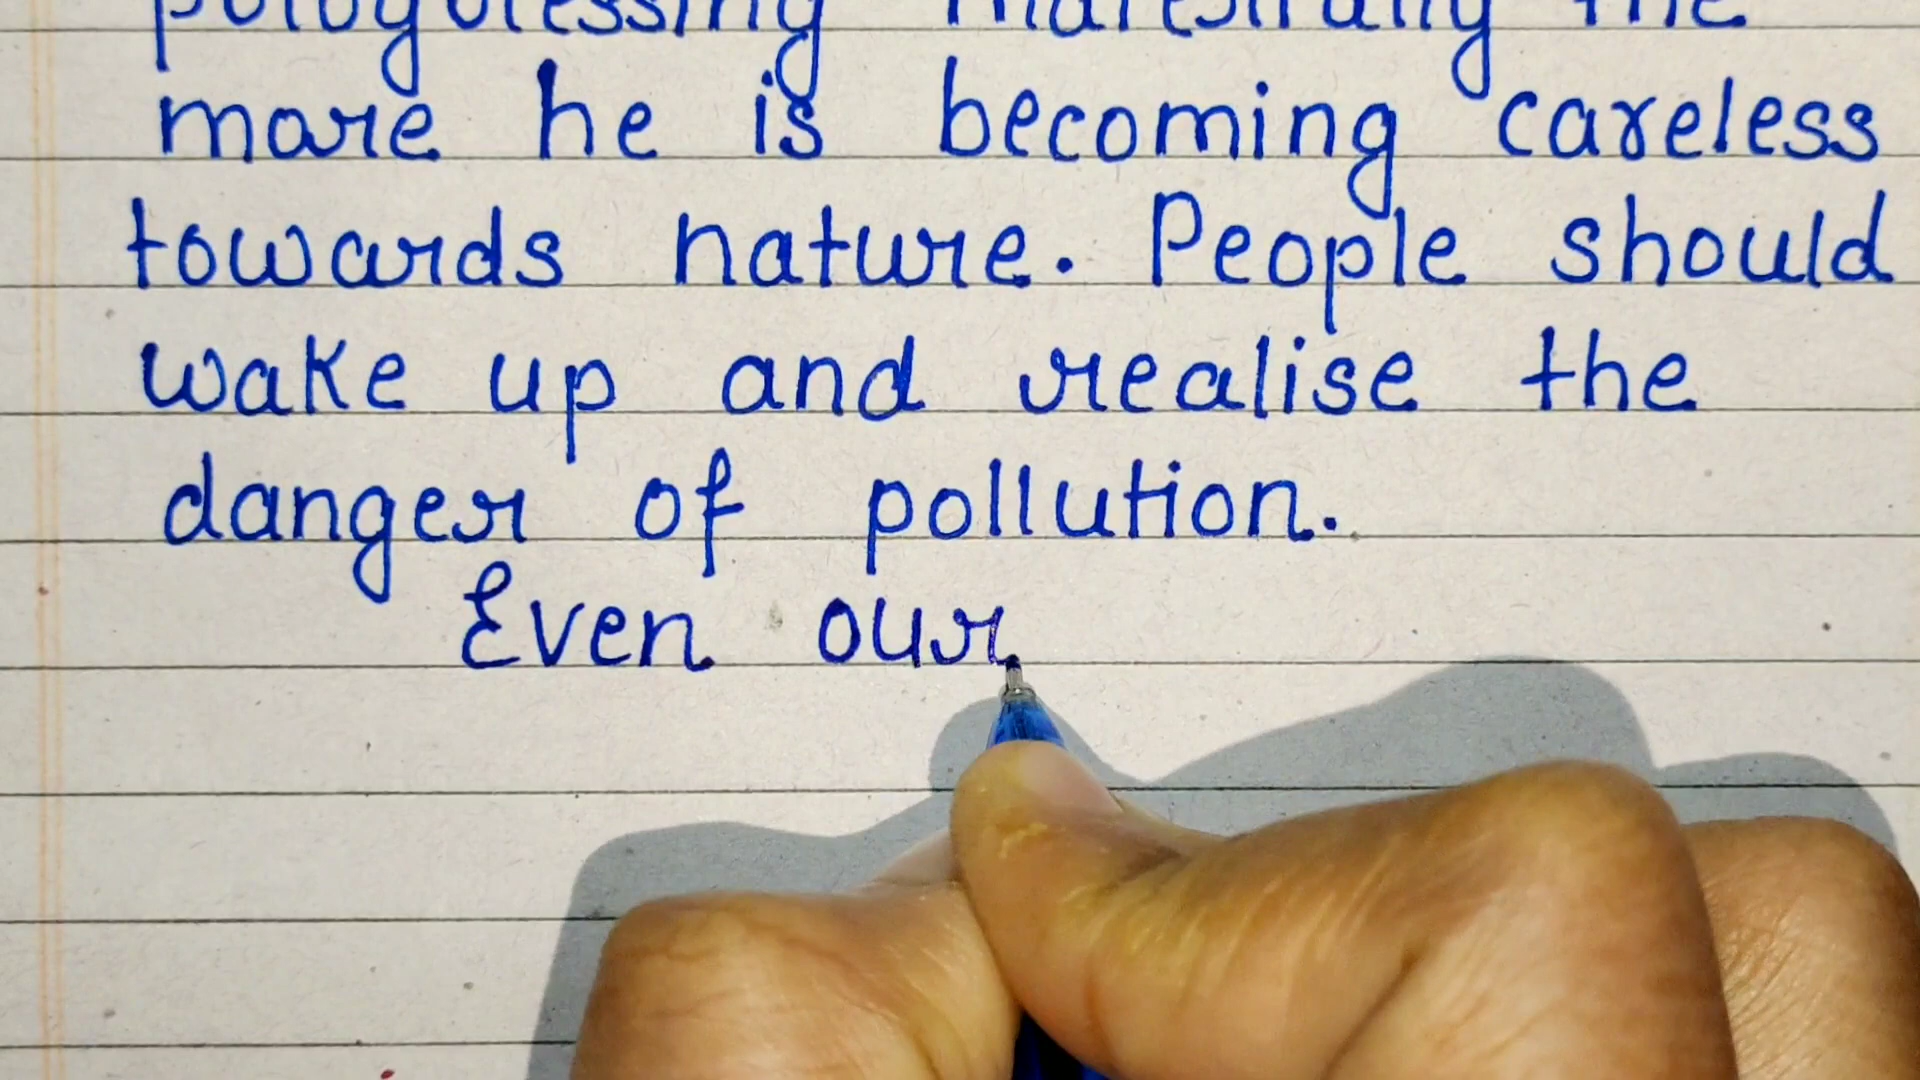 the
more he is becoming careless
towards nature. People should
wake up and realise the
danger of pollution.
Even our